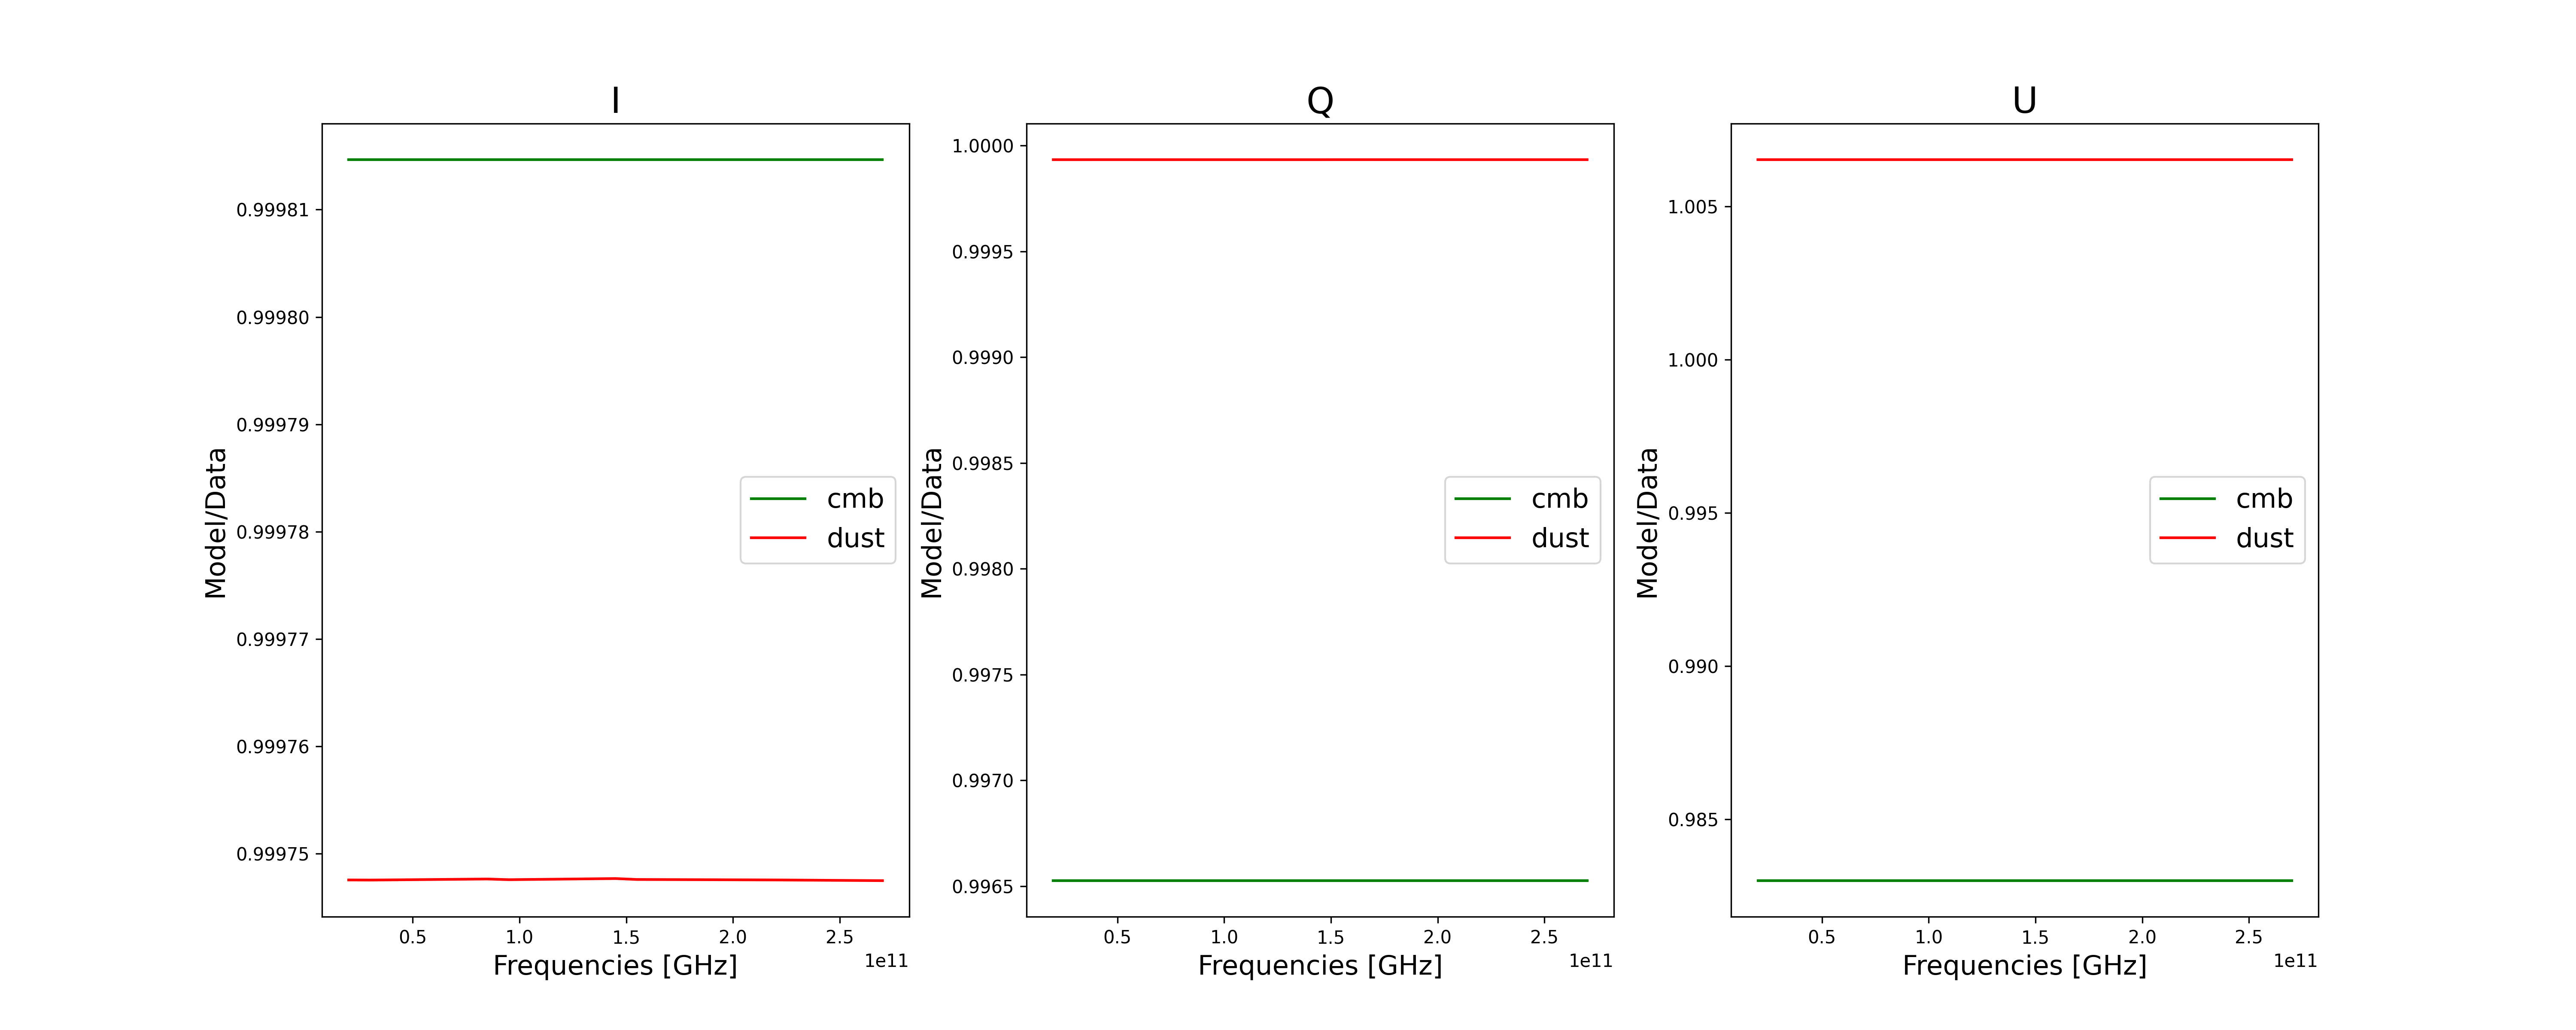 I
Model/Data
0.99981
0.99980
0.99979
0.99978
0.99977
0.99976
0.99975
cmb
dust
0.5 1.0 1.5 2.0 2.5
1e11
Frequencies [GHz]
Q
Model/Data
1.0000
0.9995
0.9990
0.9985
0.9980
0.9975
0.9970
0.9965
cmb
dust
0.5 1.0 1.5 2.0 2.5
1e11
Frequencies [GHz]
U
Model/Data
1.005
1.000
0.995
0.990
0.985
cmb
dust
0.5 1.0 1.5 2.0 2.5
1e11
Frequencies [GHz]